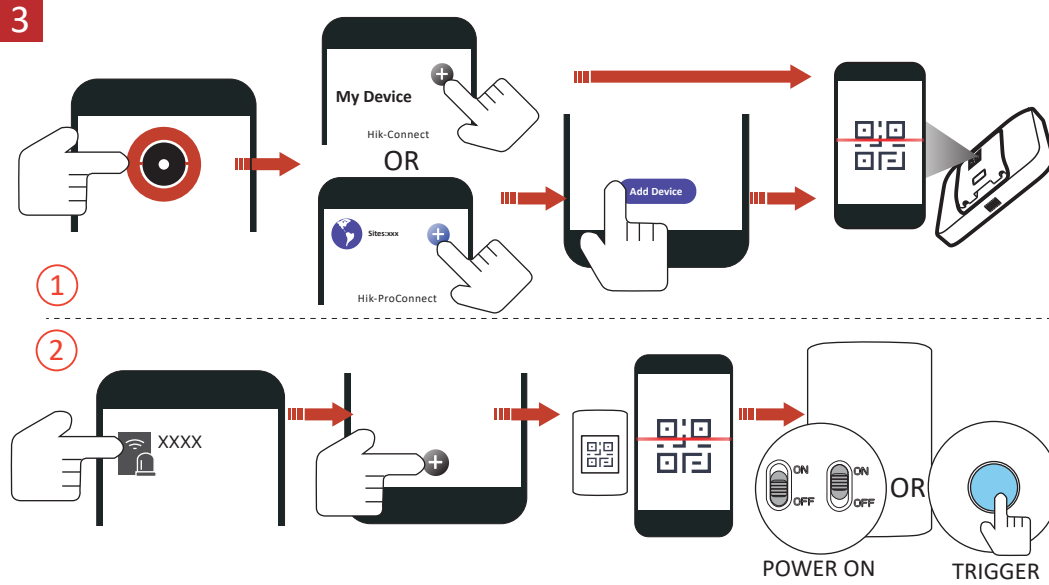 3
My Device
Hik-Connect
OR
Sites:xxx
Hik-ProConnect
Add Device
1
2
XXXX
ON
OFF
ON
OFF
OR
POWER ON
TRIGGER